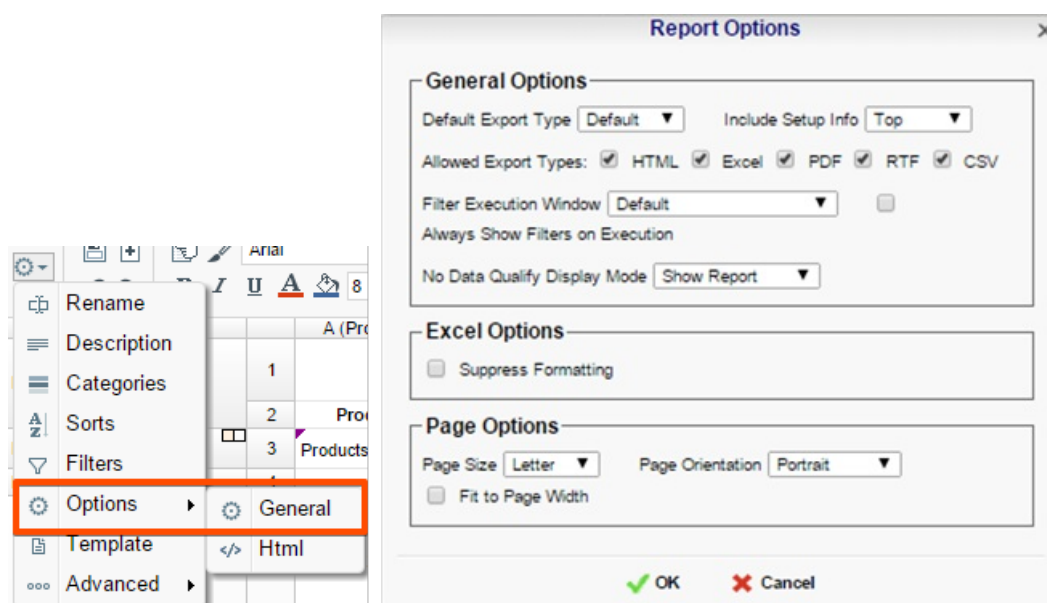 Arial
B I U A 8
Rename
Description
Categories
Sorts
Filters
Options
Template
Advanced
General
Html
A (Pro
1
2 Prod
3 Products
Report Options
General Options
Default Export Type Default Include Setup Info Top
Allowed Export Types: HTML Excel PDF RTF CSV
Filter Execution Window Default
Always Show Filters on Execution
No Data Qualify Display Mode Show Report
Excel Options
Suppress Formatting
Page Options
Page Size Letter Page Orientation Portrait
Fit to Page Width
OK Cancel